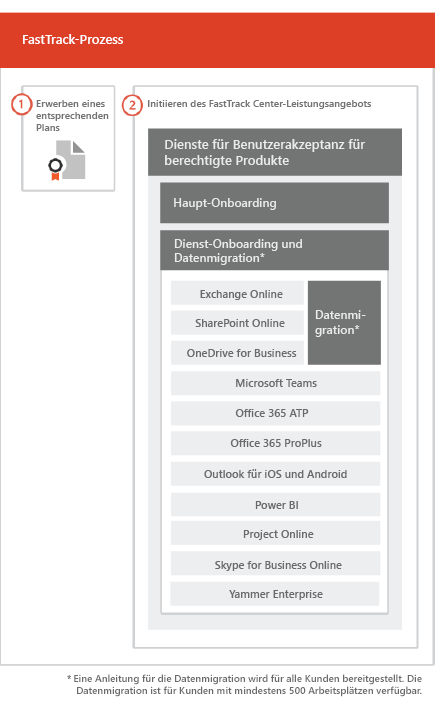 FastTrack-Prozess
1
Erwerben eines
entsprechenden
Plans
2
Initiieren des FastTrack Center-Leistungsangebots
Dienste für Benutzerakzeptanz für
berechtigte Produkte
Haupt-Onboarding
Dienst-Onboarding und
Datenmigration*
Exchange Online
SharePoint Online
OneDrive for Business
Datenmi-
gration*
Microsoft Teams
Office 365 ATP
Office 365 ProPlus
Outlook für iOS und Android
Power BI
Project Online
Skype for Business Online
Yammer Enterprise
* Eine Anleitung für die Datenmigration wird für alle Kunden bereitgestellt. Die
Datenmigration ist für Kunden mit mindestens 500 Arbeitsplätzen verfügbar.